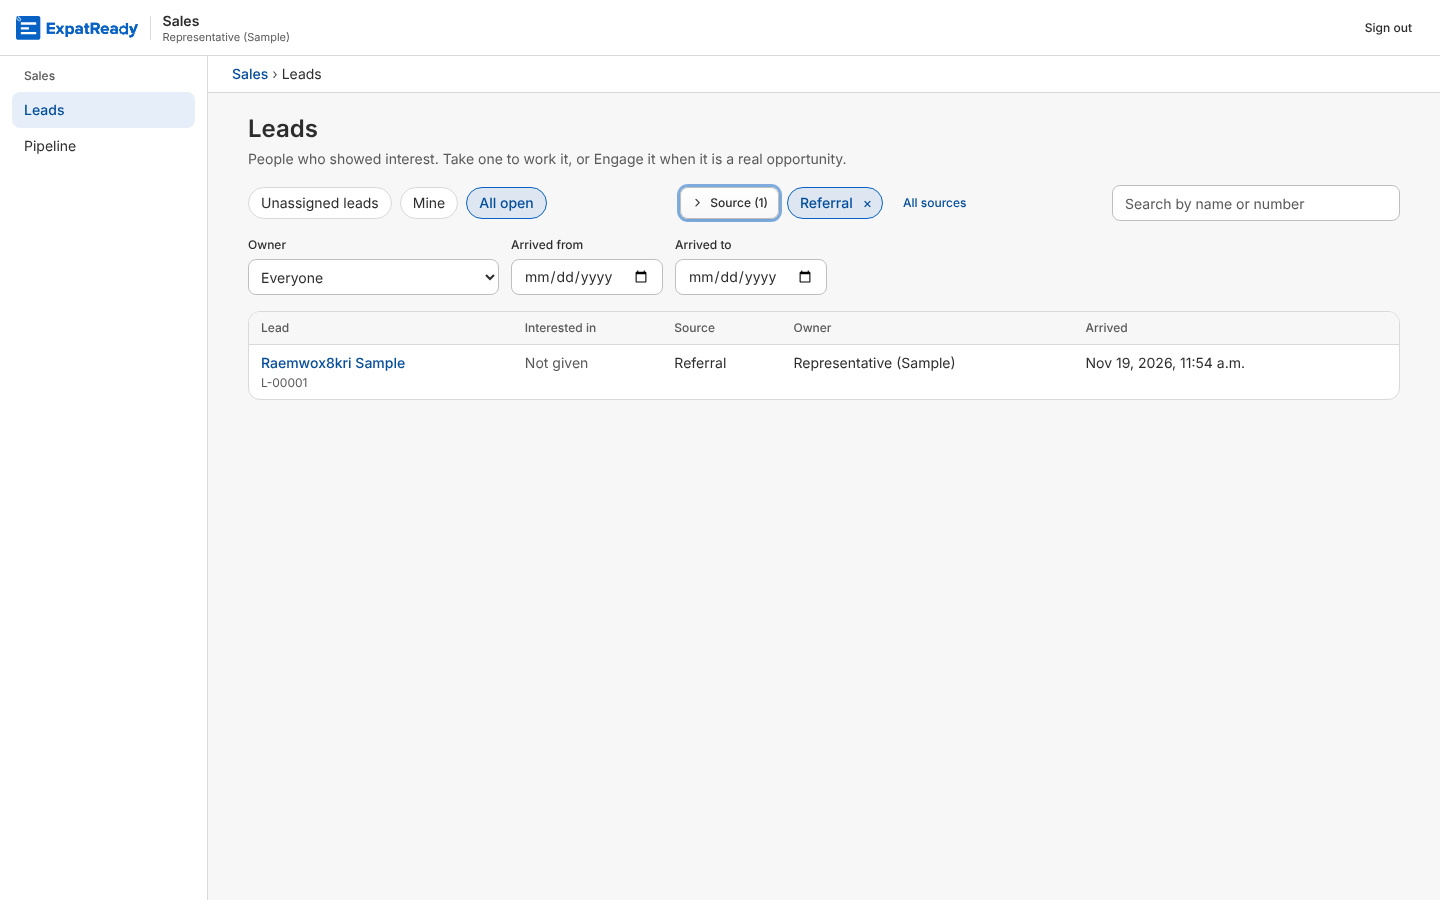 ExpatReady
Sales
Representative (Sample)
Sign out
Sales
Leads
Pipeline
Sales › Leads
Leads
People who showed interest. Take one to work it, or Engage it when it is a real opportunity.
Unassigned leads
Mine
All open
Source (1)
Referral ×
All sources
Search by name or number
Owner
Arrived from
Arrived to
Everyone
mm/dd/yyyy
mm/dd/yyyy
Lead Interested in Source Owner Arrived
Raemwox8kri Sample Not given Referral Representative (Sample) Nov 19, 2026, 11:54 a.m.
L-00001